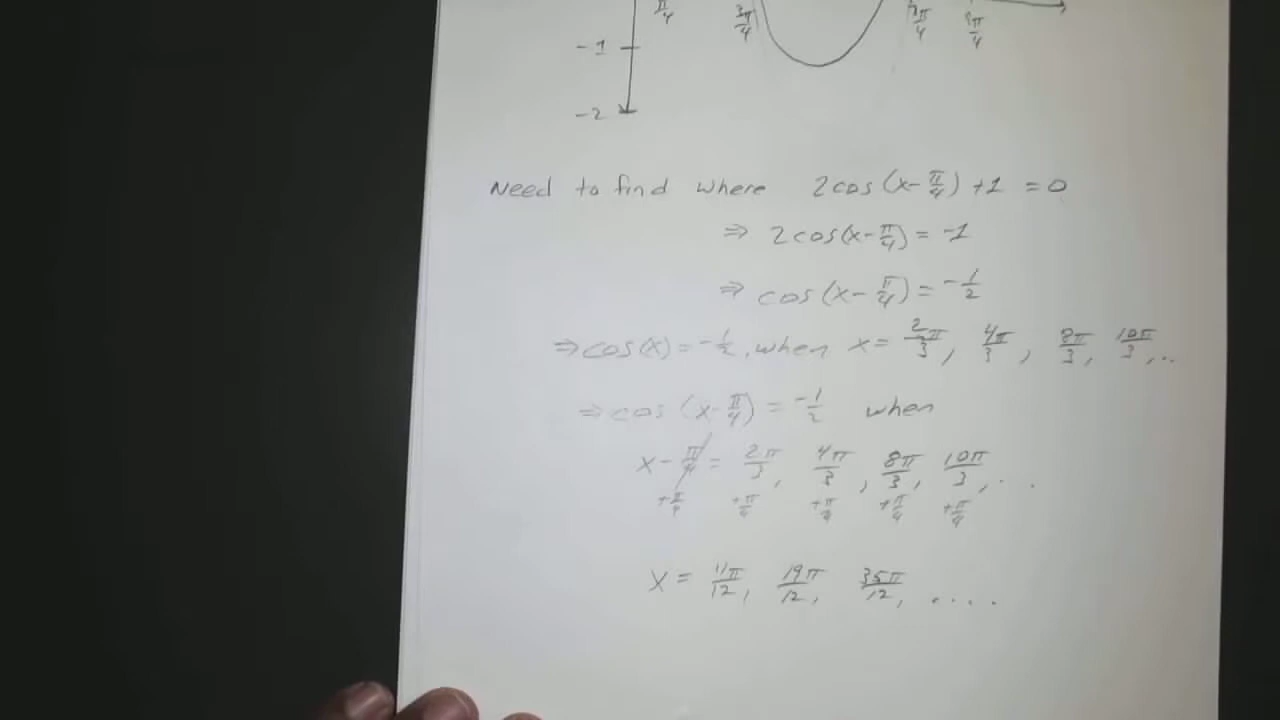 π/4 3π/4 7π/4 9π/4
-1
-2
Need to find where 2cos(x-π/4)+1 =0
⇒ 2cos(x-π/4) = -1
⇒ cos(x-π/4) = -1/2
⇒ cos(x) = -1/2, when x = 2π/3, 4π/3, 8π/3, 10π/3, ..
⇒ cos(x-π/4) = -1/2 when
x-π/4 = 2π/3, 4π/3, 8π/3, 10π/3, ...
+π/4 +π/4 +π/4 +π/4 +π/4
x = 11π/12, 19π/12, 35π/12, ....